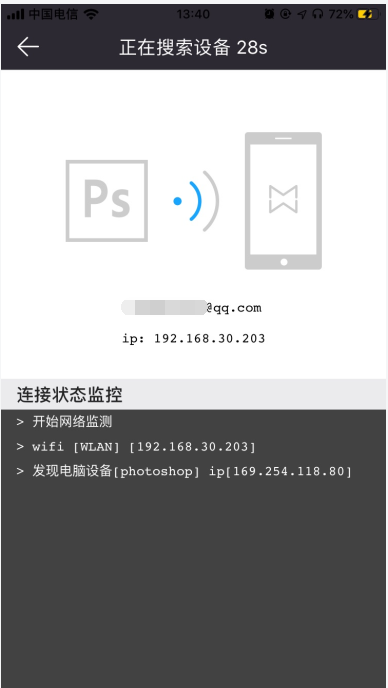 中国电信
13:40
72%
正在搜索设备 28s
Ps
@qq.com
ip: 192.168.30.203
连接状态监控
> 开始网络监测
> wifi [WLAN] [192.168.30.203]
> 发现电脑设备[photoshop] ip[169.254.118.80]